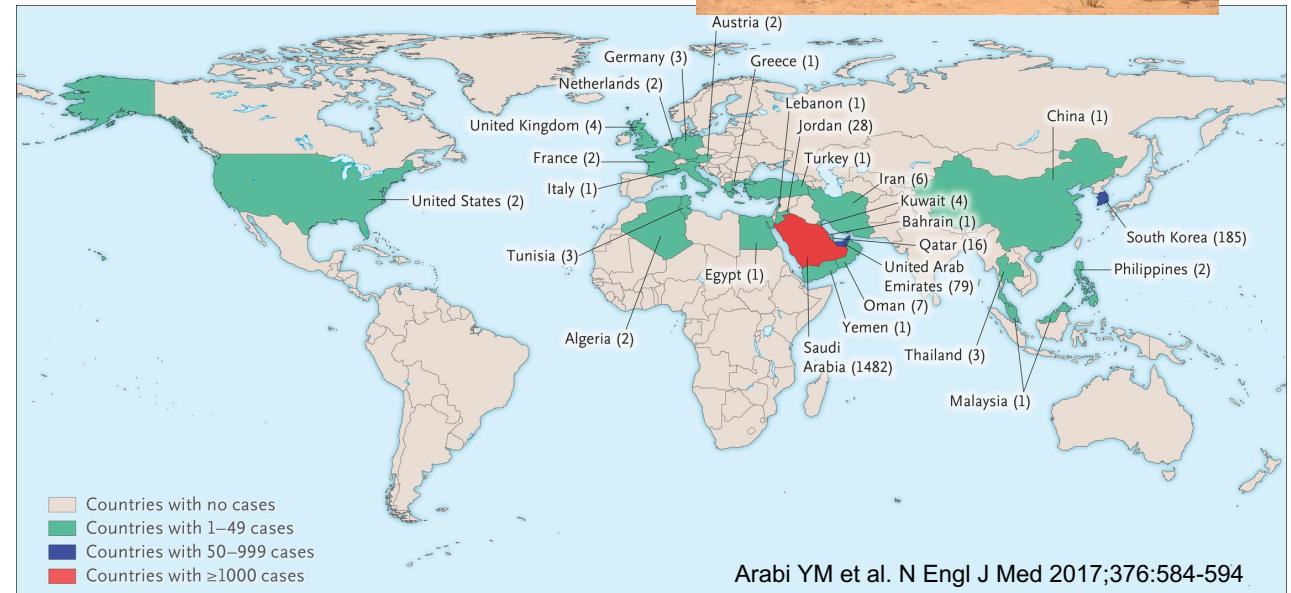 Austria (2)
Germany (3)
Greece (1)
Netherlands (2)
Lebanon (1)
Jordan (28)
China (1)
United Kingdom (4)
France (2)
Turkey (1)
Italy (1)
Iran (6)
United States (2)
Kuwait (4)
Bahrain (1)
Qatar (16)
South Korea (185)
Tunisia (3)
Egypt (1)
United Arab
Emirates (79)
Philippines (2)
Oman (7)
Yemen (1)
Algeria (2)
Saudi
Arabia (1482)
Thailand (3)
Malaysia (1)
Countries with no cases
Countries with 1–49 cases
Countries with 50–999 cases
Countries with ≥1000 cases
Arabi YM et al. N Engl J Med 2017;376:584-594